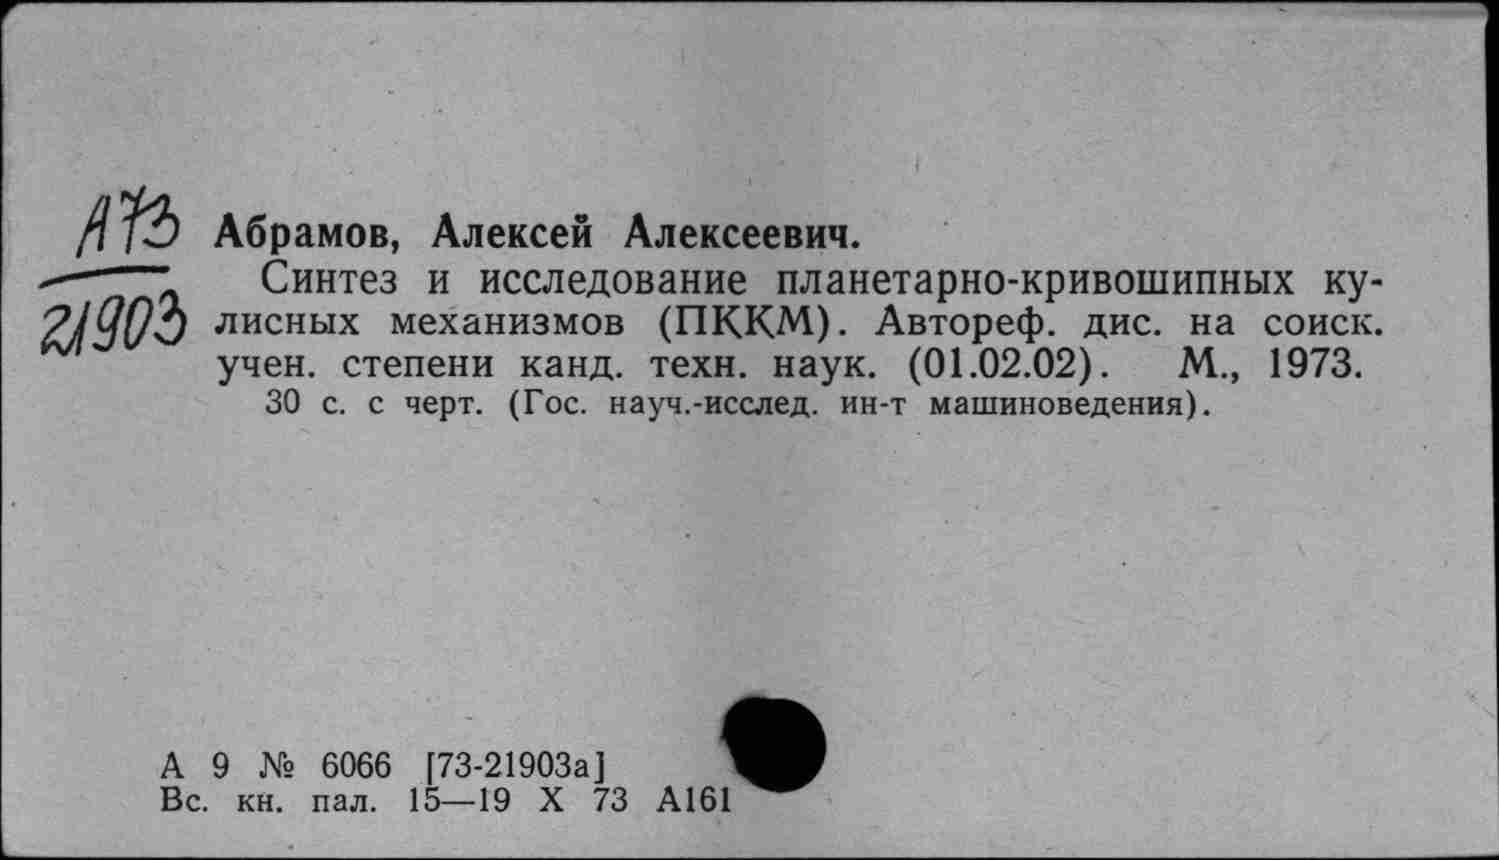 А73
21903
Абрамов, Алексей Алексеевич.
Синтез и исследование планетарно-кривошипных ку-
лисных механизмов (ПККМ). Автореф. дис. на соиск.
учен. степени канд. техн. наук. (01.02.02). М., 1973.
30 с. с черт. (Гос. науч.-исслед. ин-т машиноведения).
А 9 № 6066 [73-21903а]
Вс. кн. пал. 15—19 X 73 А161